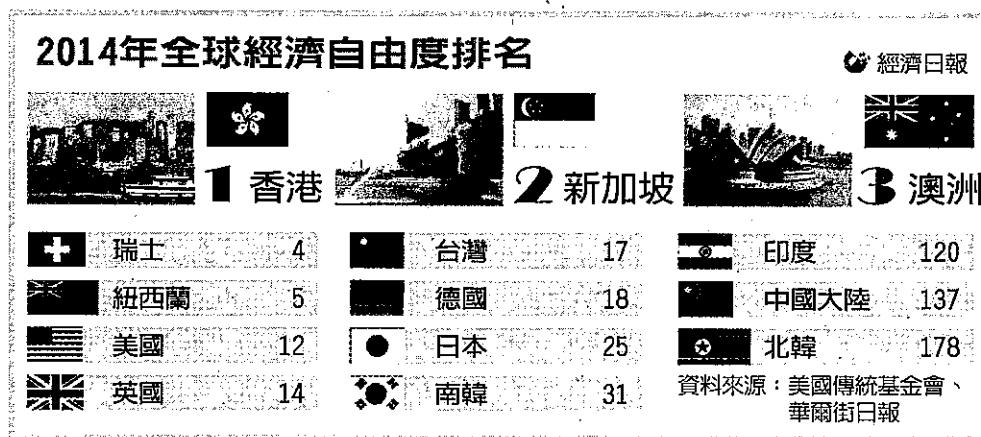 2014年全球經濟自由度排名
經濟日報
1 香港
2 新加坡
3 澳洲
瑞士 4
紐西蘭 5
美國 12
英國 14
台灣 17
德國 18
日本 25
南韓 31
印度 120
中國大陸 137
北韓 178
資料來源：美國傳統基金會、
華爾街日報